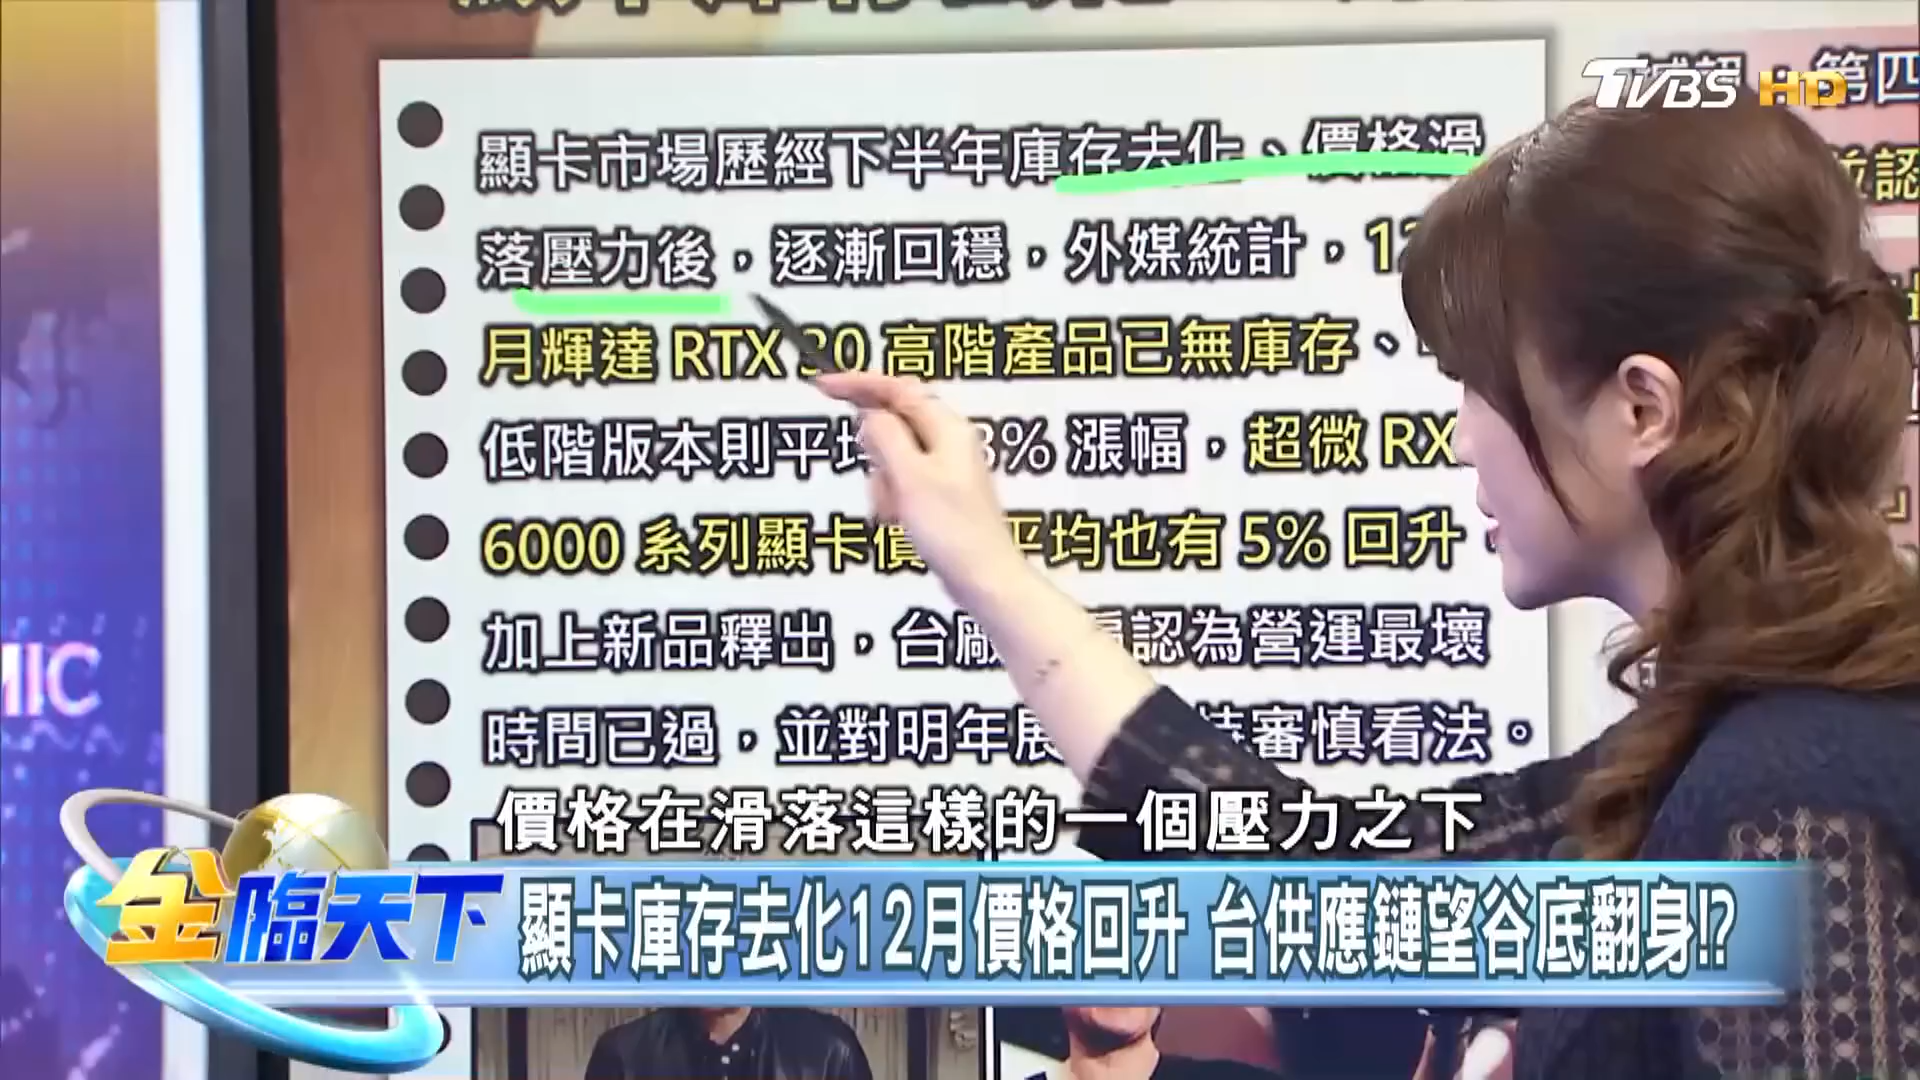 第四
TVBS HD
並認
顯卡市場歷經下半年庫存去化、價格滑
落壓力後，逐漸回穩，外媒統計，12
月輝達 RTX 30 高階產品已無庫存、
低階版本則平均 3% 漲幅，超微 RX
6000 系列顯卡價 平均也有 5% 回升，
加上新品釋出，台廠 認為營運最壞
時間已過，並對明年展 審慎看法。
MIC
價格在滑落這樣的一個壓力之下
金臨天下
顯卡庫存去化12月價格回升 台供應鏈望谷底翻身!?